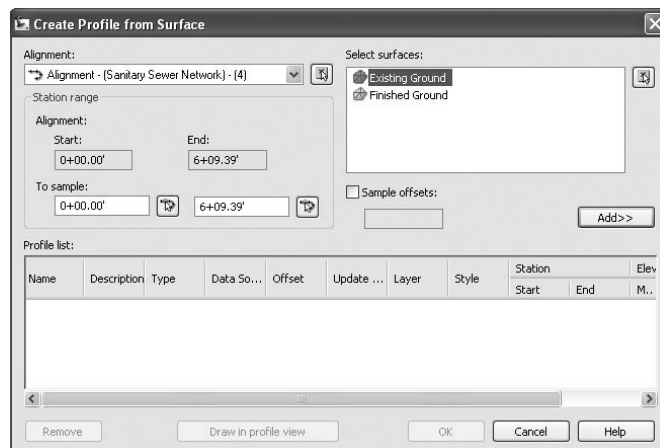 Create Profile from Surface
Alignment:
Alignment - (Sanitary Sewer Network) - (4)
Station range
Alignment:
Start:
End:
0+00.00'
6+09.39'
To sample:
0+00.00'
6+09.39'
Select surfaces:
Existing Ground
Finished Ground
Sample offsets:
Add>>
Profile list:
Name
Description
Type
Data So...
Offset
Update ...
Layer
Style
Station
Start
End
Elev
M..
Remove
Draw in profile view
OK
Cancel
Help